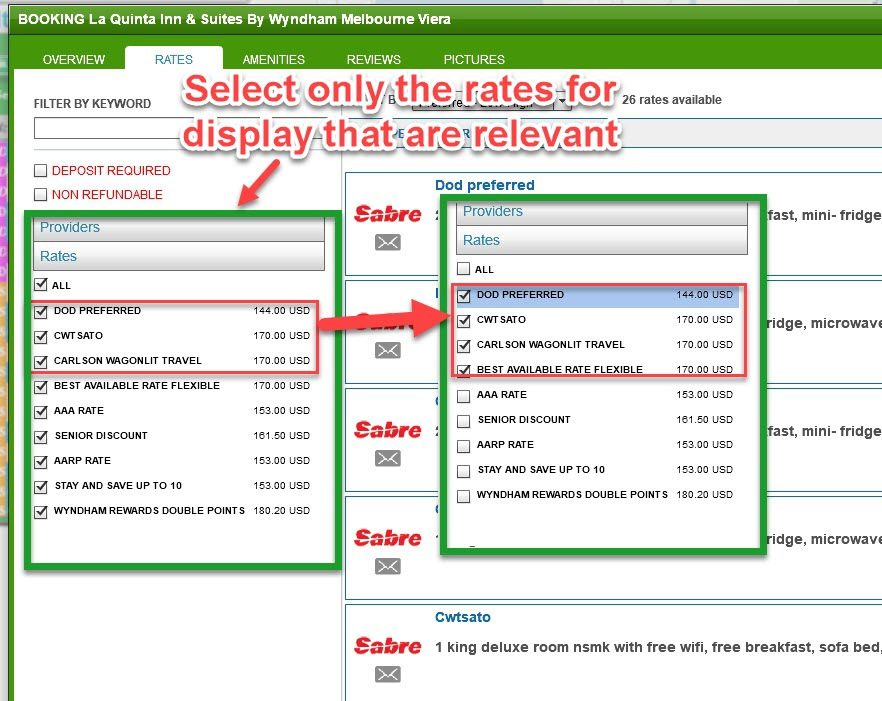 BOOKING La Quinta Inn & Suites By Wyndham Melbourne Viera
OVERVIEW RATES AMENITIES REVIEWS PICTURES
Select only the rates for
display that are relevant
FILTER BY KEYWORD
26 rates available
DEPOSIT REQUIRED
NON REFUNDABLE
Providers
Rates
ALL
DOD PREFERRED 144.00 USD
CWTSATO 170.00 USD
CARLSON WAGONLIT TRAVEL 170.00 USD
BEST AVAILABLE RATE FLEXIBLE 170.00 USD
AAA RATE 153.00 USD
SENIOR DISCOUNT 161.50 USD
AARP RATE 153.00 USD
STAY AND SAVE UP TO 10 153.00 USD
WYNDHAM REWARDS DOUBLE POINTS 180.20 USD
Dod preferred
Sabre
Providers
Rates
ALL
DOD PREFERRED 144.00 USD
CWTSATO 170.00 USD
CARLSON WAGONLIT TRAVEL 170.00 USD
BEST AVAILABLE RATE FLEXIBLE 170.00 USD
AAA RATE 153.00 USD
SENIOR DISCOUNT 161.50 USD
AARP RATE 153.00 USD
STAY AND SAVE UP TO 10 153.00 USD
WYNDHAM REWARDS DOUBLE POINTS 180.20 USD
fast, mini- fridge
ridge, microwave
Sabre
fast, mini- fridge
Sabre
ridge, microwave
Cwtsato
Sabre
1 king deluxe room nsmk with free wifi, free breakfast, sofa bed,